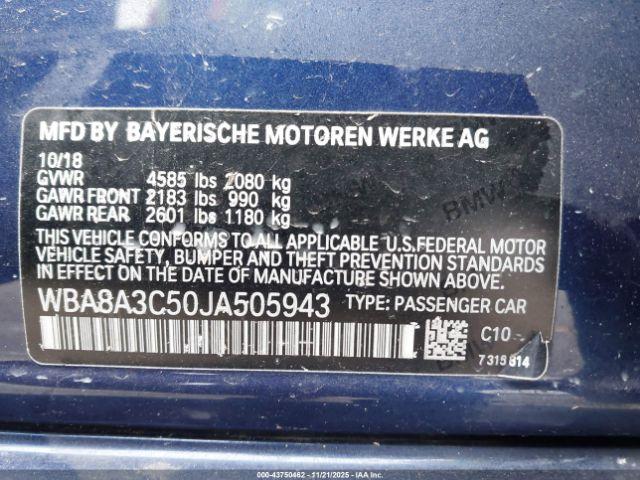 MFD BY BAYERISCHE MOTOREN WERKE AG
10/18
GVWR 4585 lbs 2080 kg
GAWR FRONT 2183 lbs 990 kg
GAWR REAR 2601 lbs 1180 kg
THIS VEHICLE CONFORMS TO ALL APPLICABLE U.S.FEDERAL MOTOR
VEHICLE SAFETY, BUMPER AND THEFT PREVENTION STANDARDS
IN EFFECT ON THE DATE OF MANUFACTURE SHOWN ABOVE.
WBA8A3C50JA505943 TYPE: PASSENGER CAR
C10
7315814
000-43750462 - 11/21/2025 - IAAI.COM